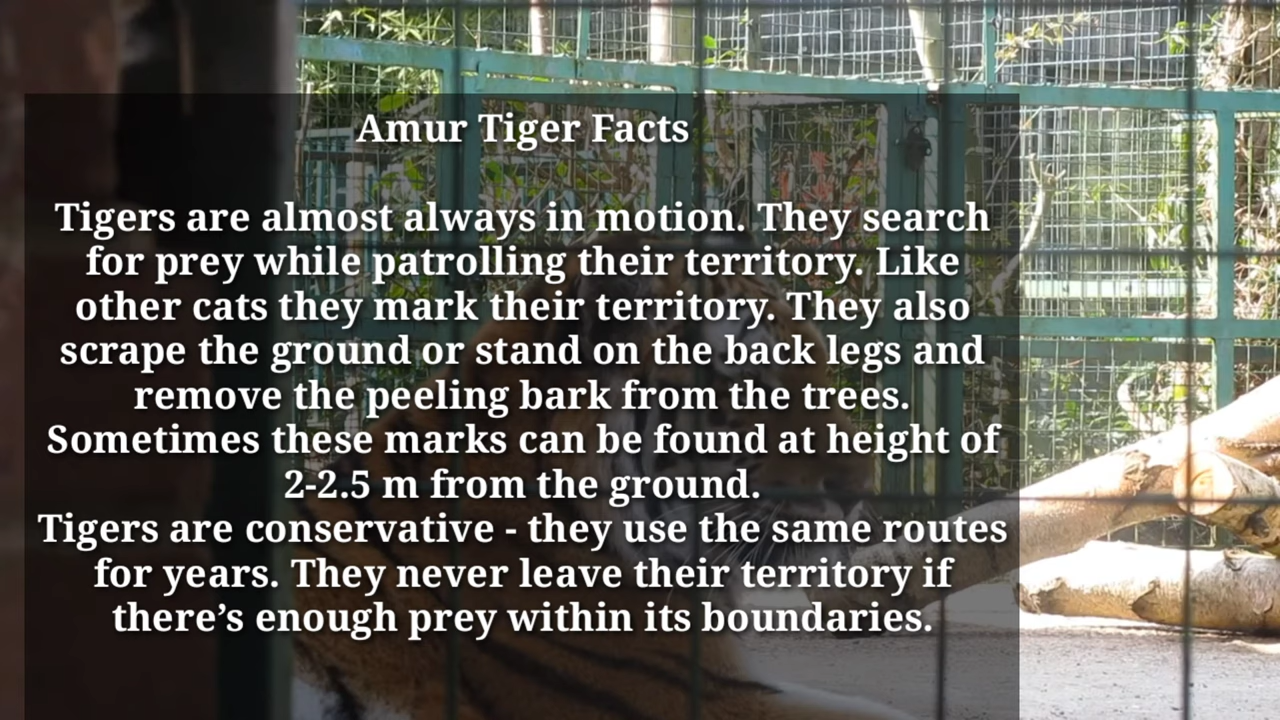 Amur Tiger Facts
Tigers are almost always in motion. They search
for prey while patrolling their territory. Like
other cats they mark their territory. They also
scrape the ground or stand on the back legs and
remove the peeling bark from the trees.
Sometimes these marks can be found at height of
2-2.5 m from the ground.
Tigers are conservative - they use the same routes
for years. They never leave their territory if
there’s enough prey within its boundaries.